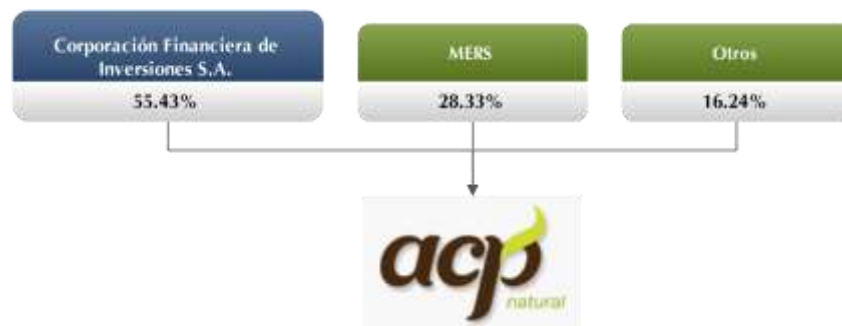 Corporación Financiera de
Inversiones S.A.
55.43%
MERS
28.33%
Otros
16.24%
acp
natural